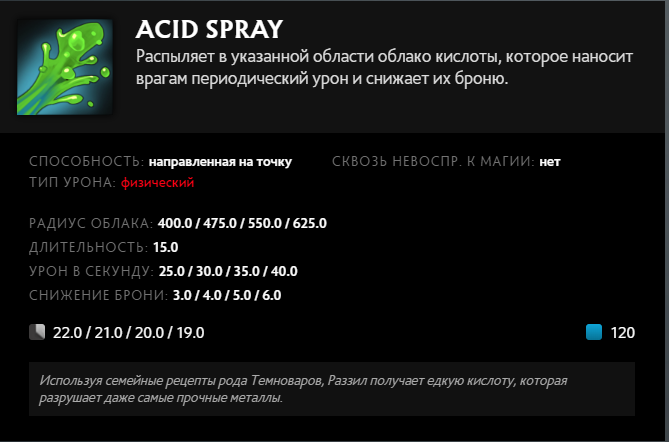 ACID SPRAY
Распыляет в указанной области облако кислоты, которое наносит
врагам периодический урон и снижает их броню.
СПОСОБНОСТЬ: направленная на точку СКВОЗЬ НЕВОСПР. К МАГИИ: нет
ТИП УРОНА: физический
РАДИУС ОБЛАКА: 400.0 / 475.0 / 550.0 / 625.0
ДЛИТЕЛЬНОСТЬ: 15.0
УРОН В СЕКУНДУ: 25.0 / 30.0 / 35.0 / 40.0
СНИЖЕНИЕ БРОНИ: 3.0 / 4.0 / 5.0 / 6.0
22.0 / 21.0 / 20.0 / 19.0 120
Используя семейные рецепты рода Темноваров, Раззил получает едкую кислоту, которая
разрушает даже самые прочные металлы.